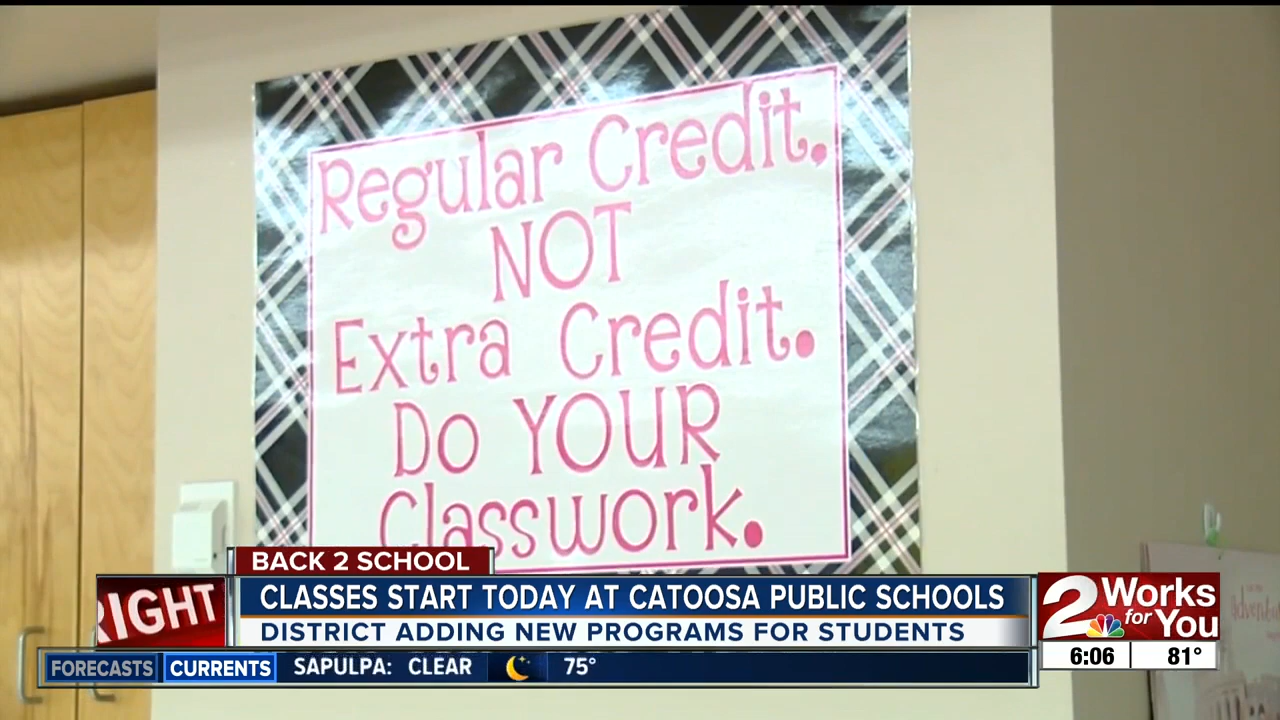 Regular Credit.
NOT
Extra Credit.
Do YOUR
Classwork.
BACK 2 SCHOOL
RIGHT
CLASSES START TODAY AT CATOOSA PUBLIC SCHOOLS
DISTRICT ADDING NEW PROGRAMS FOR STUDENTS
2 Works
for You
6:06 81°
FORECASTS CURRENTS SAPULPA: CLEAR 75°